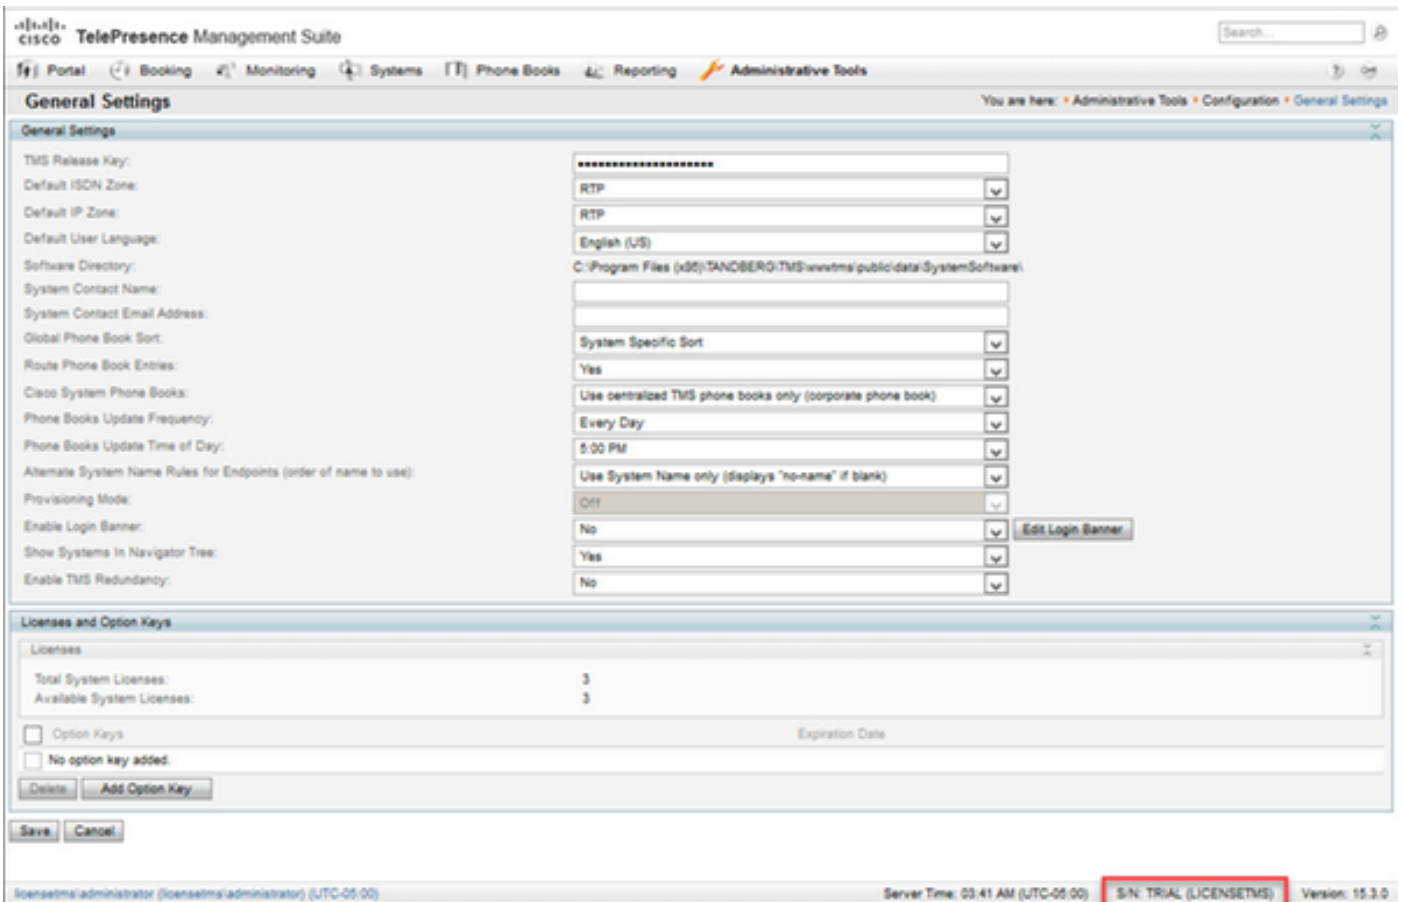 CISCO TelePresence Management Suite
Search...
Portal Booking Monitoring Systems Phone Books Reporting Administrative Tools
General Settings
You are here: Administrative Tools Configuration General Settings
General Settings
TMS Release Key:
Default ISDN Zone: RTP
Default IP Zone: RTP
Default User Language: English (US)
Software Directory: C:\Program Files (x86)\TANDBERG\TMS\wwwtms\public\data\SystemSoftware\
System Contact Name:
System Contact Email Address:
Global Phone Book Sort: System Specific Sort
Route Phone Book Entries: Yes
Cisco System Phone Books: Use centralized TMS phone books only (corporate phone book)
Phone Books Update Frequency: Every Day
Phone Books Update Time of Day: 5:00 PM
Alternate System Name Rules for Endpoints (order of name to use): Use System Name only (displays "no-name" if blank)
Provisioning Mode: Off
Enable Login Banner: No Edit Login Banner
Show Systems In Navigator Tree: Yes
Enable TMS Redundancy: No
Licenses and Option Keys
Licenses
Total System Licenses: 3
Available System Licenses: 3
Option Keys Expiration Date
No option key added.
Delete Add Option Key
Save Cancel
licensetms\administrator (licensetms\administrator) (UTC-05:00) Server Time: 03:41 AM (UTC-05:00) S/N: TRIAL (LICENSETMS) Version: 15.3.0